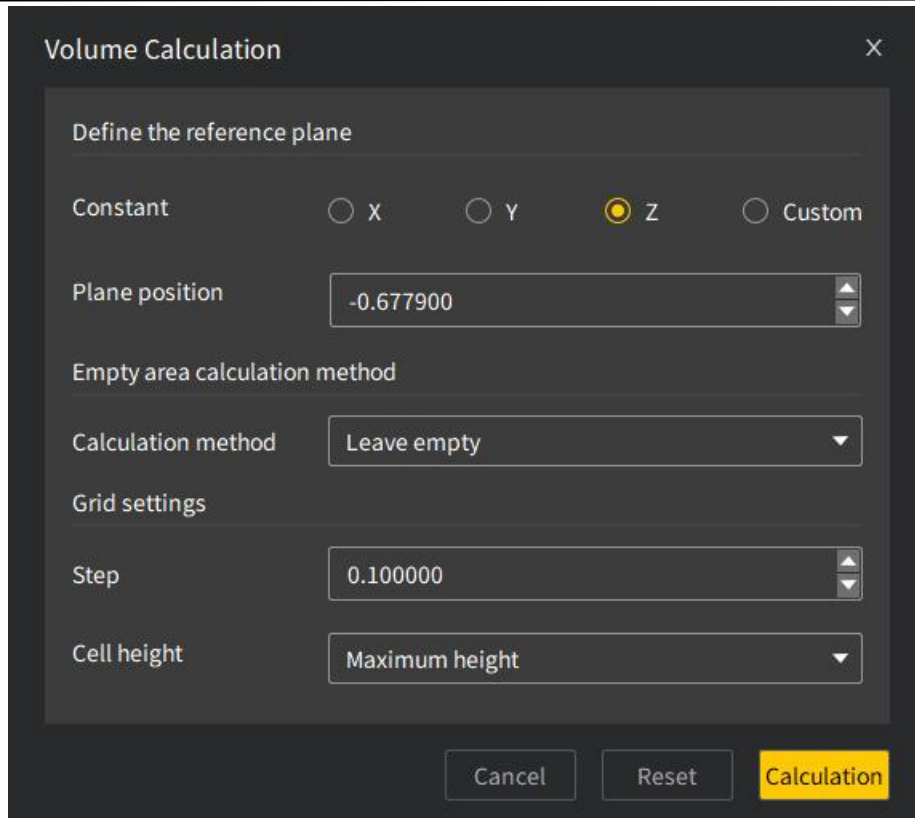 Volume Calculation X
Define the reference plane
Constant X Y Z Custom
Plane position -0.677900
Empty area calculation method
Calculation method Leave empty
Grid settings
Step 0.100000
Cell height Maximum height
Cancel Reset Calculation